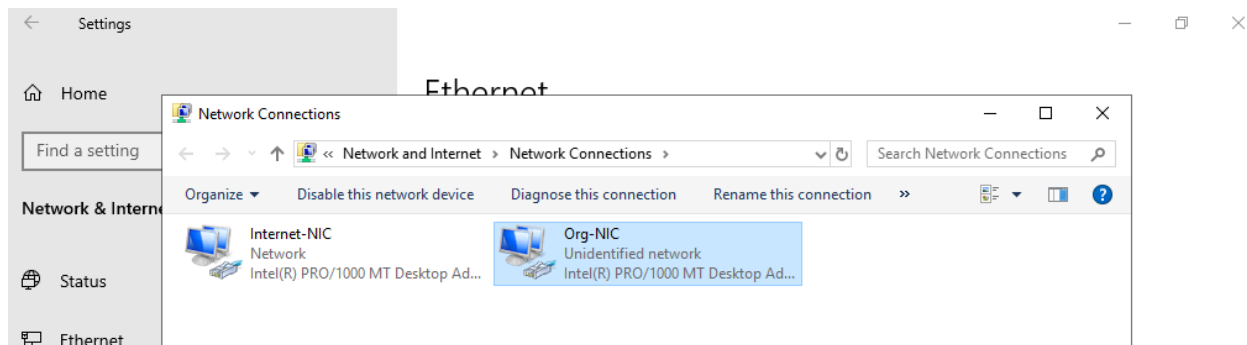 Settings
Home
Ethernet
Network Connections
Find a setting
« Network and Internet > Network Connections >
Search Network Connections
Organize
Disable this network device
Diagnose this connection
Rename this connection
»
Network & Interne
Internet-NIC
Network
Intel(R) PRO/1000 MT Desktop Ad...
Org-NIC
Unidentified network
Intel(R) PRO/1000 MT Desktop Ad...
Status
Ethernet